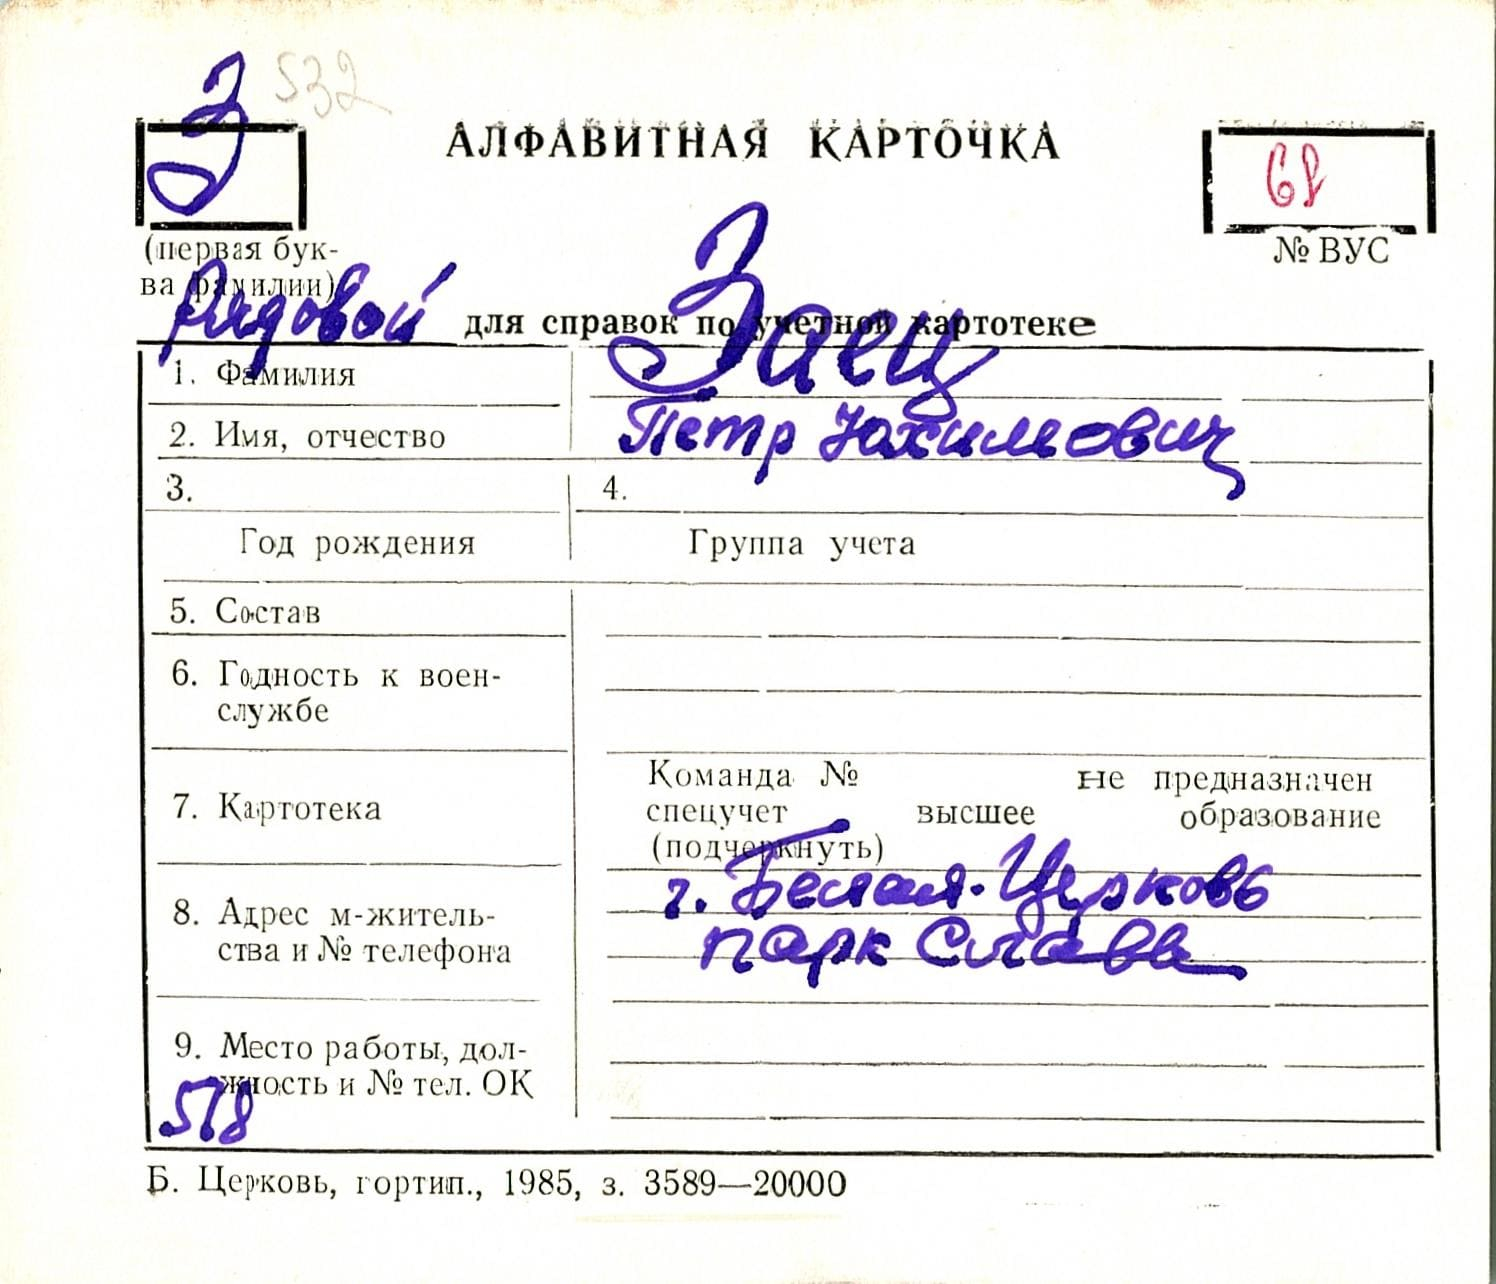 З 532
АЛФАВИТНАЯ КАРТОЧКА
68
(первая бук-
ва фамилии)
№ ВУС
Рядовой
для справок по учетной картотеке
1. Фамилия Заец
2. Имя, отчество Петр Юхимович
3. 4.
Год рождения Группа учета
5. Состав
6. Годность к воен-
службе
7. Картотека
Команда № не предназначен
спецучет высшее образование
(подчеркнуть)
8. Адрес м-житель-
ства и № телефона
г. Белая-Церковь
парк Слава
9. Место работы, дол-
жность и № тел. ОК
518
Б. Церковь, гортип., 1985, з. 3589—20000